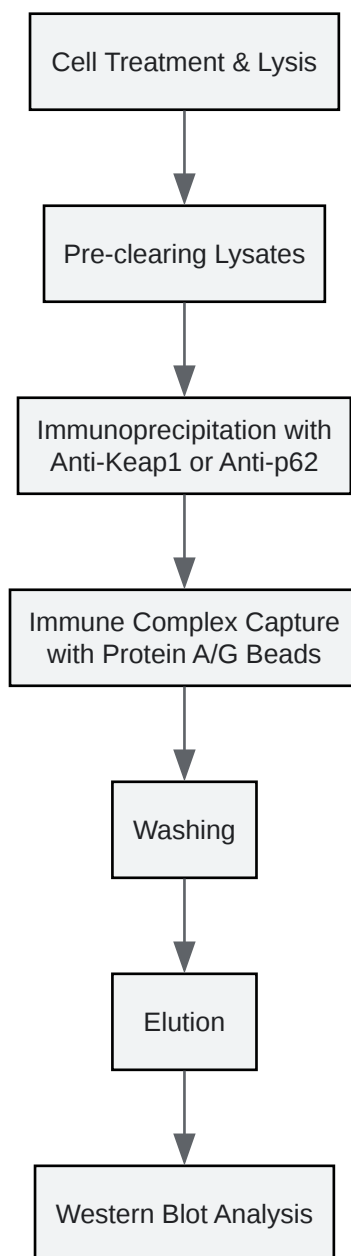 Cell Treatment & Lysis
Pre-clearing Lysates
Immunoprecipitation with
Anti-Keap1 or Anti-p62
Immune Complex Capture
with Protein A/G Beads
Washing
Elution
Western Blot Analysis